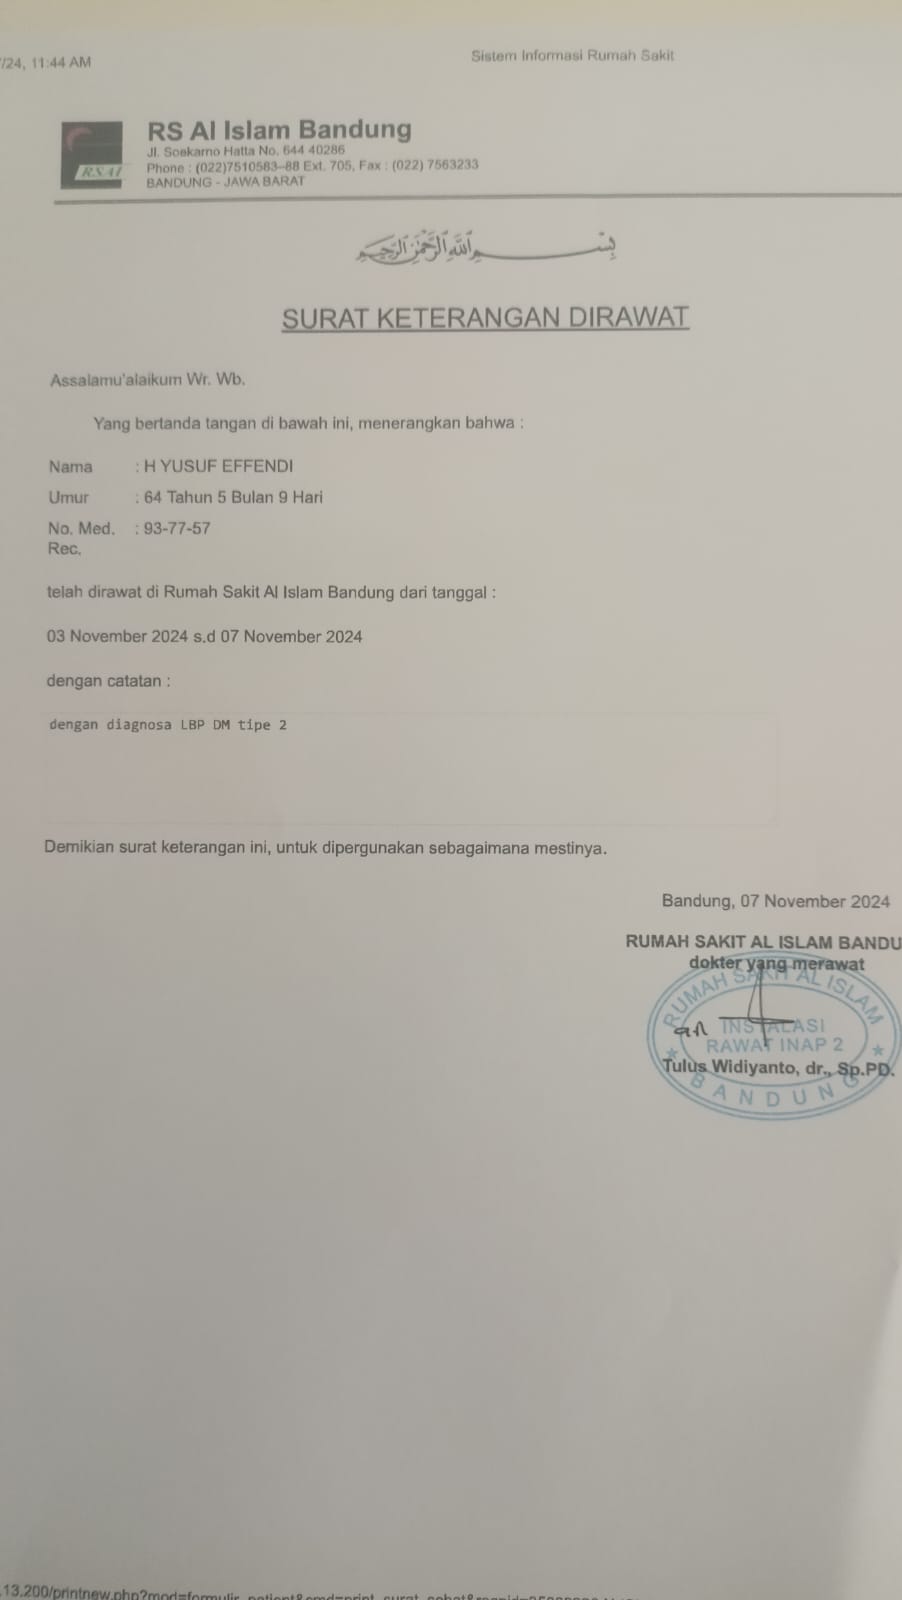 /24, 11:44 AM
Sistem Informasi Rumah Sakit
RS Al Islam Bandung
Jl. Soekarno Hatta No. 644 40286
Phone : (022)7510583--88 Ext. 705, Fax : (022) 7563233
BANDUNG - JAWA BARAT
RSAI
بِسْمِ اللَّهِ الرَّحْمَٰنِ الرَّحِيمِ
SURAT KETERANGAN DIRAWAT
Assalamu'alaikum Wr. Wb.
Yang bertanda tangan di bawah ini, menerangkan bahwa :
Nama : H YUSUF EFFENDI
Umur : 64 Tahun 5 Bulan 9 Hari
No. Med. : 93-77-57
Rec.
telah dirawat di Rumah Sakit Al Islam Bandung dari tanggal :
03 November 2024 s.d 07 November 2024
dengan catatan :
dengan diagnosa LBP DM tipe 2
Demikian surat keterangan ini, untuk dipergunakan sebagaimana mestinya.
Bandung, 07 November 2024
RUMAH SAKIT AL ISLAM BANDU
dokter yang merawat
RUMAH SAKIT AL ISLAM
an
INSTALASI
RAWAT INAP 2
Tulus Widiyanto, dr., Sp.PD.
BANDUNG
.13.200/printnew.php?mod=formulir_patient&cmd=print_surat_sehat&